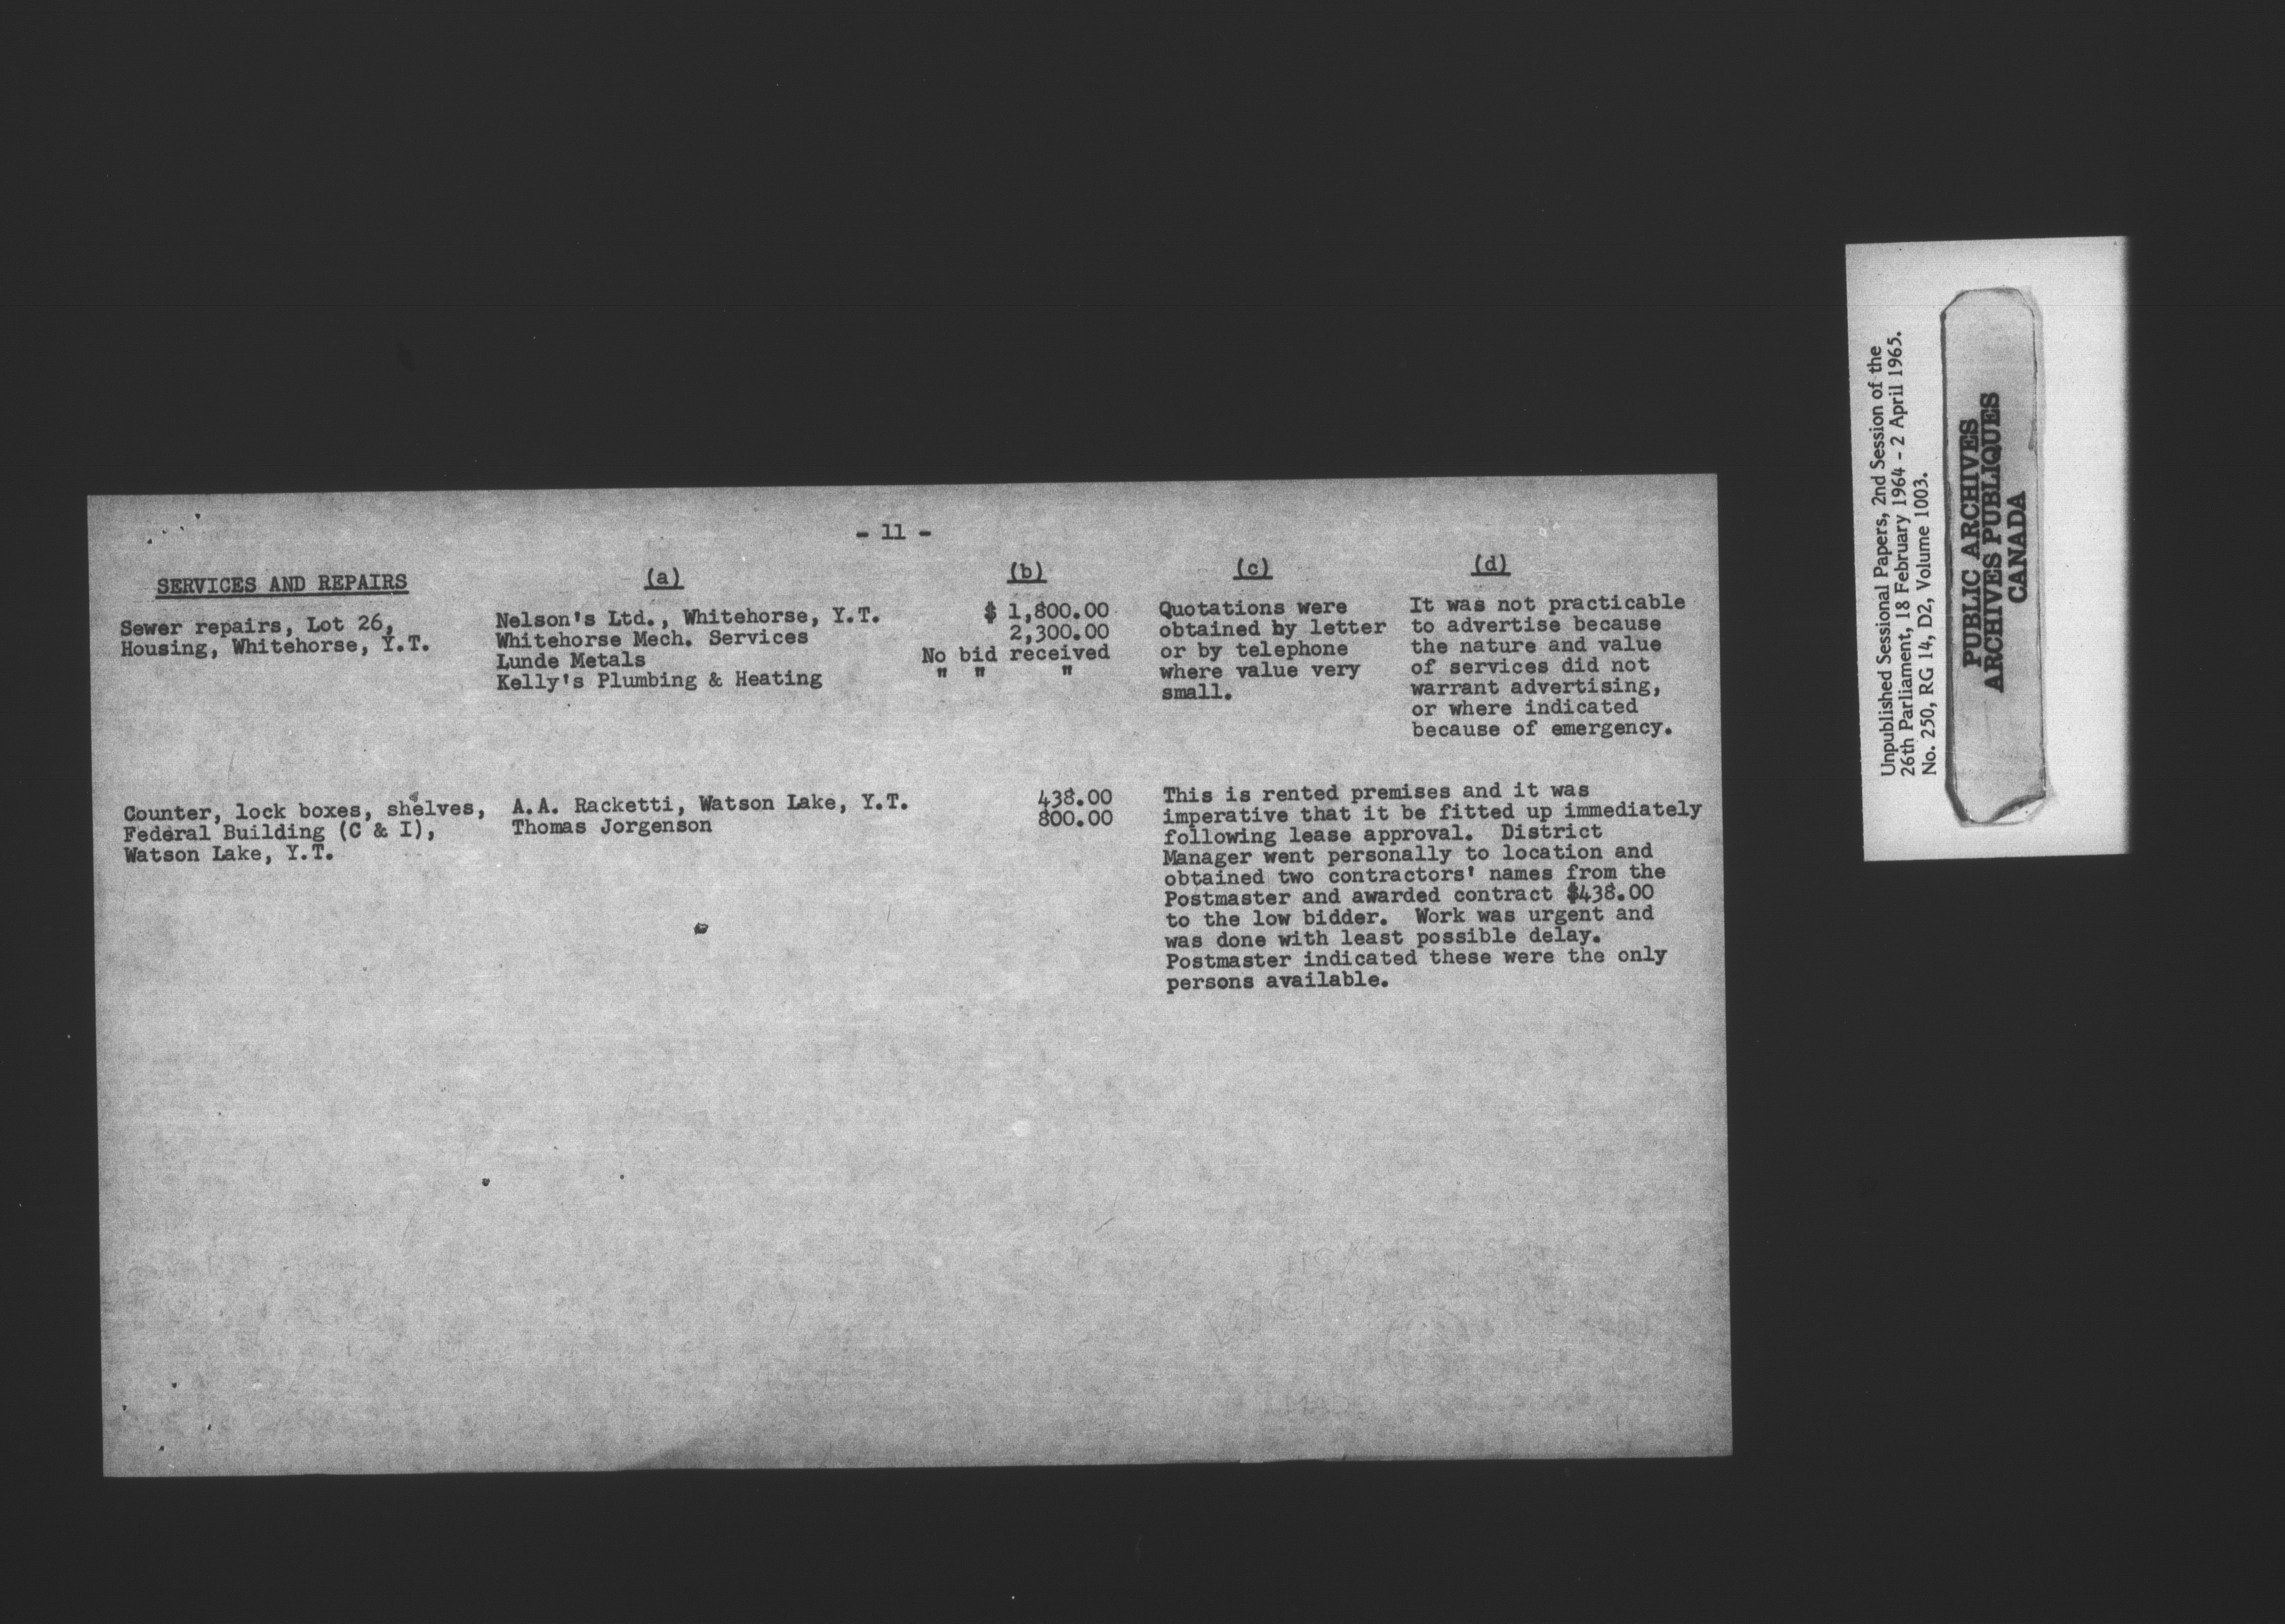 - 11 -
SERVICES AND REPAIRS (a) (b) (c) (d)
Sewer repairs, Lot 26,
Housing, Whitehorse, Y.T.
Nelson's Ltd., Whitehorse, Y.T. $ 1,800.00
Whitehorse Mech. Services 2,300.00
Lunde Metals No bid received
Kelly's Plumbing & Heating " " "
Quotations were
obtained by letter
or by telephone
where value very
small.
It was not practicable
to advertise because
the nature and value
of services did not
warrant advertising,
or where indicated
because of emergency.
Counter, lock boxes, shelves,
Federal Building (C & I),
Watson Lake, Y.T.
A.A. Racketti, Watson Lake, Y.T. 438.00
Thomas Jorgenson 800.00
This is rented premises and it was
imperative that it be fitted up immediately
following lease approval. District
Manager went personally to location and
obtained two contractors' names from the
Postmaster and awarded contract $438.00
to the low bidder. Work was urgent and
was done with least possible delay.
Postmaster indicated these were the only
persons available.
Unpublished Sessional Papers, 2nd Session of the
26th Parliament, 18 February 1964 - 2 April 1965.
No. 250, RG 14, D2, Volume 1003.
PUBLIC ARCHIVES
ARCHIVES PUBLIQUES
CANADA